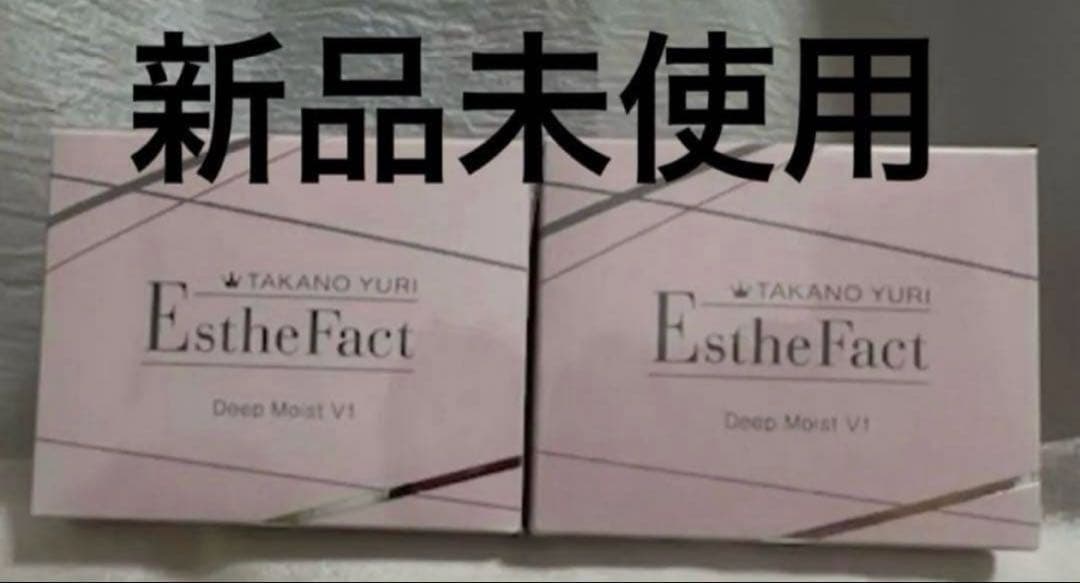 新品未使用
TAKANO YURI
EstheFact
Deep Moist V1
TAKANO YURI
EstheFact
Deep Moist V1